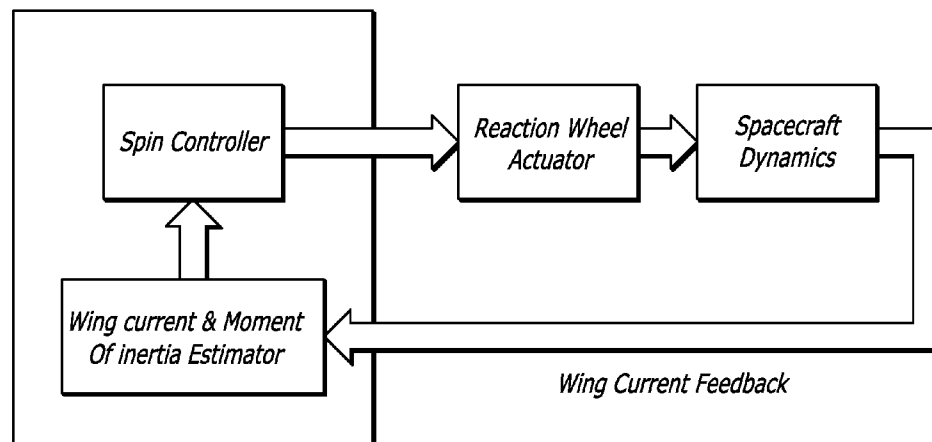 Spin Controller
Reaction Wheel
Actuator
Spacecraft
Dynamics
Wing current & Moment
Of inertia Estimator
Wing Current Feedback